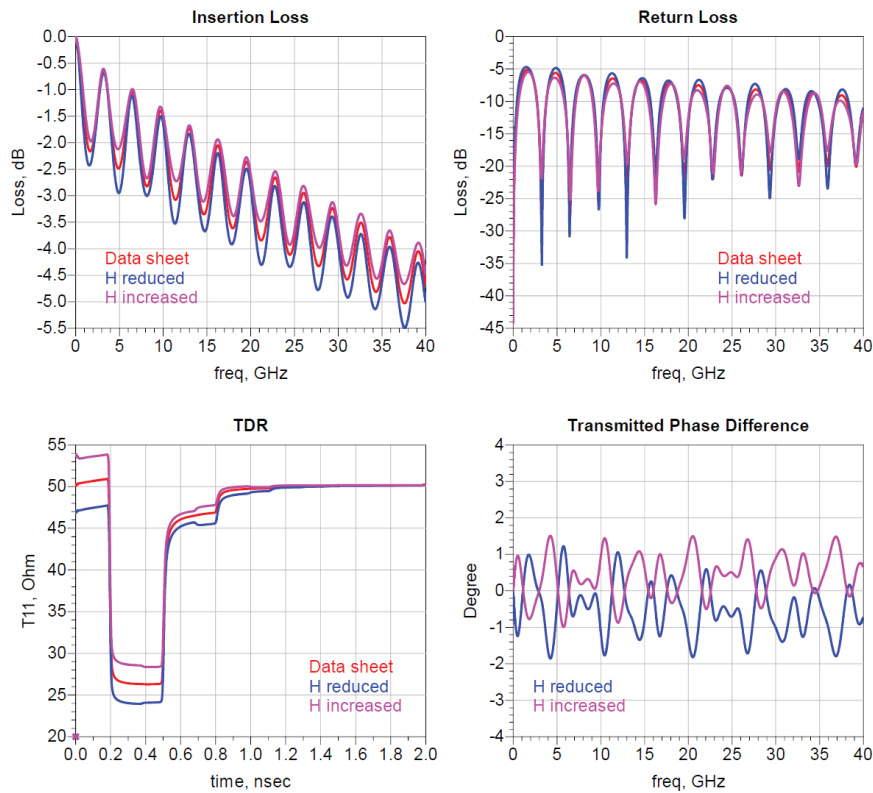 Insertion Loss
0.0
-0.5
-1.0
-1.5
-2.0
-2.5
-3.0
-3.5
-4.0
-4.5
-5.0
-5.5
Loss, dB
Data sheet
H reduced
H increased
0 5 10 15 20 25 30 35 40
freq, GHz
Return Loss
0
-5
-10
-15
-20
-25
-30
-35
-40
-45
Loss, dB
Data sheet
H reduced
H increased
0 5 10 15 20 25 30 35 40
freq, GHz
TDR
55
50
45
40
35
30
25
20
T11, Ohm
Data sheet
H reduced
H increased
0.0 0.2 0.4 0.6 0.8 1.0 1.2 1.4 1.6 1.8 2.0
time, nsec
Transmitted Phase Difference
4
3
2
1
0
-1
-2
-3
-4
Degree
H reduced
H increased
0 5 10 15 20 25 30 35 40
freq, GHz